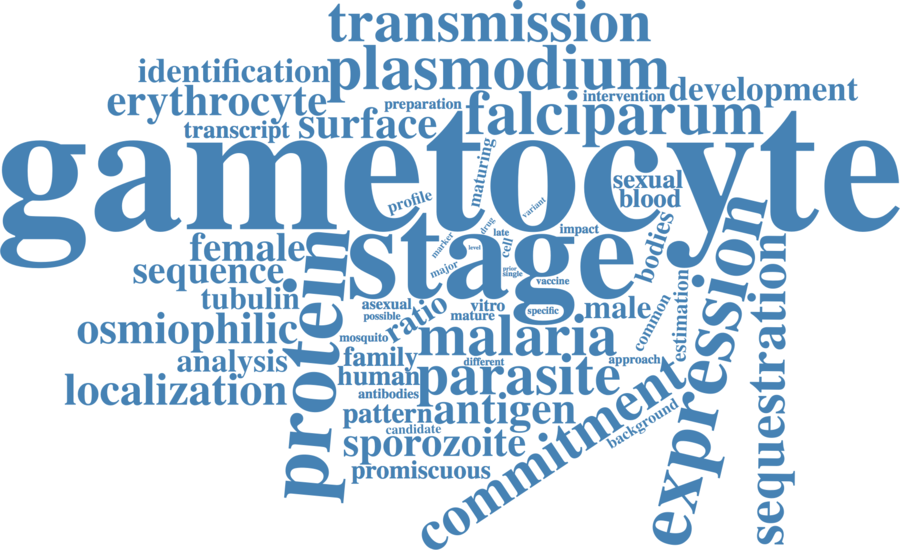 transmission
identification
plasmodium
erythrocyte
preparation
intervention
development
transcript
surface
falciparum
gametocyte
maturing
sexual
profile
blood
variant
drug
female
marker
late
impact
stage
level
cell
bodies
sequence
major
prior
single
vaccine
tubulin
asexual
ratio
vitro
specific
male
common
estimation
possible
mature
osmiophilic
protein
mosquito
malaria
expression
sequestration
analysis
family
different
approach
localization
human
parasite
antibodies
commitment
pattern
antigen
background
candidate
sporozoite
promiscuous